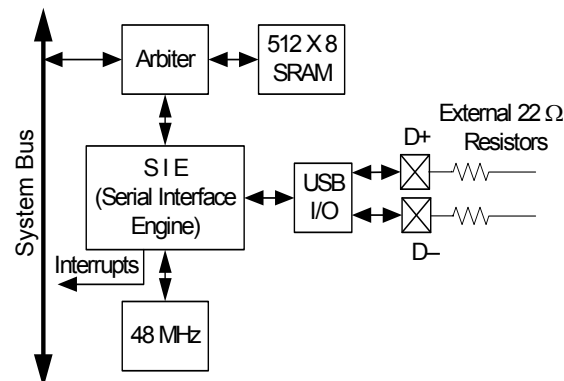 System Bus
Arbiter
512 X 8
SRAM
External 22 Ω
Resistors
D+
S I E
(Serial Interface
Engine)
USB
I/O
D–
Interrupts
48 MHz